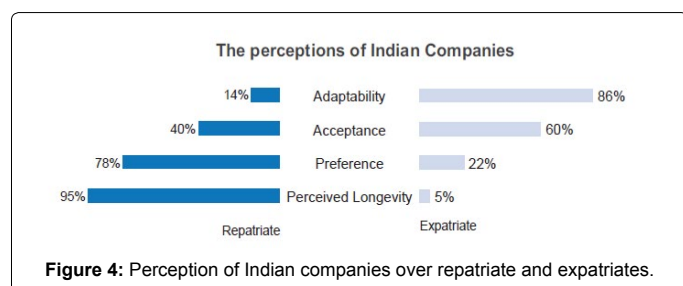 The perceptions of Indian Companies
14% Adaptability 86%
40% Acceptance 60%
78% Preference 22%
95% Perceived Longevity 5%
Repatriate Expatriate
Figure 4: Perception of Indian companies over repatriate and expatriates.